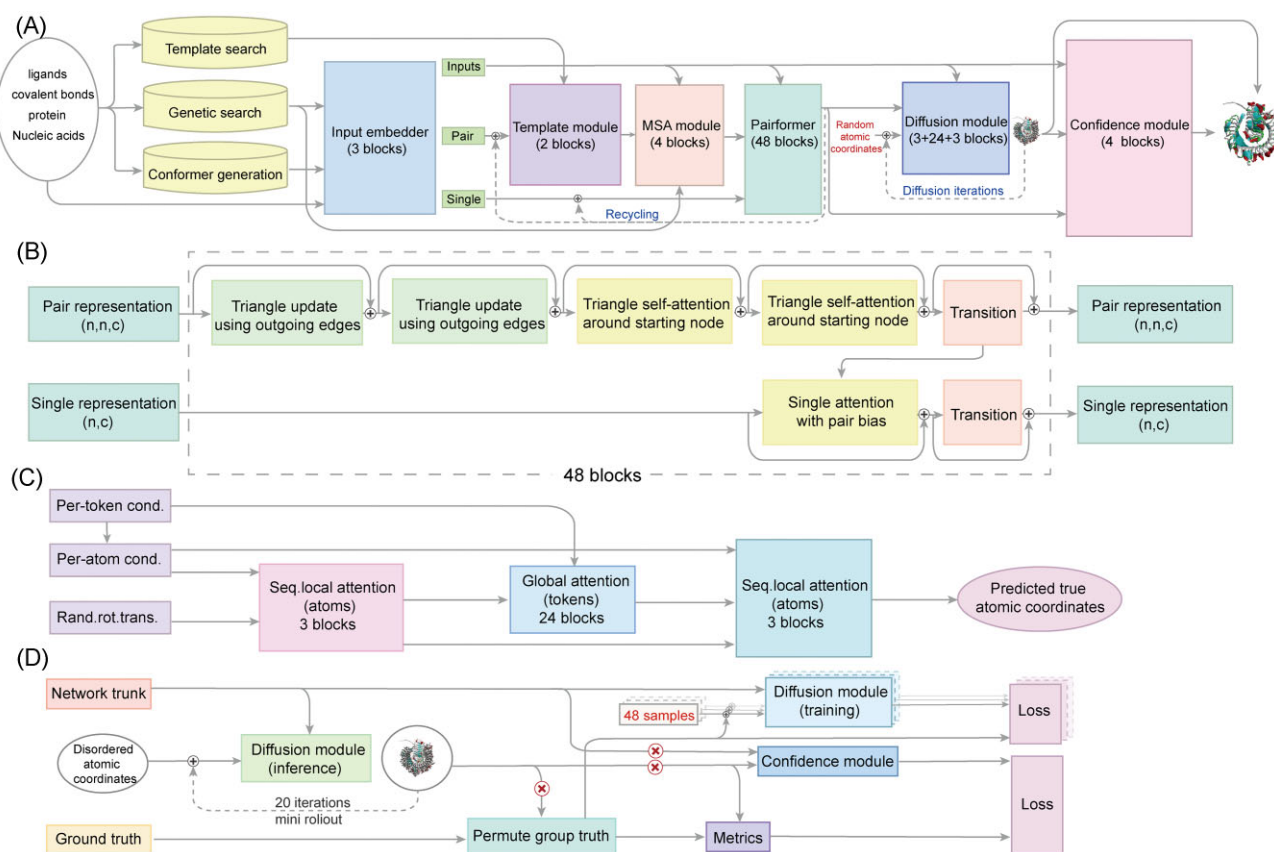 (A)
ligands
covalent bonds
protein
Nucleic acids
Template search
Genetic search
Conformer generation
Input embedder
(3 blocks)
Inputs
Pair
Single
Template module
(2 blocks)
MSA module
(4 blocks)
Pairformer
(48 blocks)
Recycling
Random
atomic
coordinates
Diffusion module
(3+24+3 blocks)
Diffusion iterations
Confidence module
(4 blocks)
(B)
Pair representation
(n,n,c)
Triangle update
using outgoing edges
Triangle update
using outgoing edges
Triangle self-attention
around starting node
Triangle self-attention
around starting node
Transition
Pair representation
(n,n,c)
Single representation
(n,c)
Single attention
with pair bias
Transition
Single representation
(n,c)
48 blocks
(C)
Per-token cond.
Per-atom cond.
Rand.rot.trans.
Seq.local attention
(atoms)
3 blocks
Global attention
(tokens)
24 blocks
Seq.local attention
(atoms)
3 blocks
Predicted true
atomic coordinates
(D)
Network trunk
Disordered
atomic
coordinates
Diffusion module
(inference)
20 iterations
mini roliout
Ground truth
48 samples
Diffusion module
(training)
Loss
Confidence module
Permute group truth
Metrics
Loss